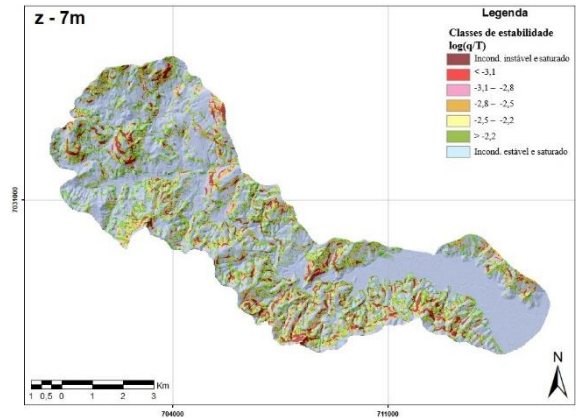 z - 7m
Legenda
Classes de estabilidade
log(q/T)
Incond. instável e saturado
< -3,1
-3,1 – -2,8
-2,8 – -2,5
-2,5 – -2,2
> -2,2
Incond. estável e saturado
7031000
N
Km
1 0,5 0 1 2 3
704000
711000